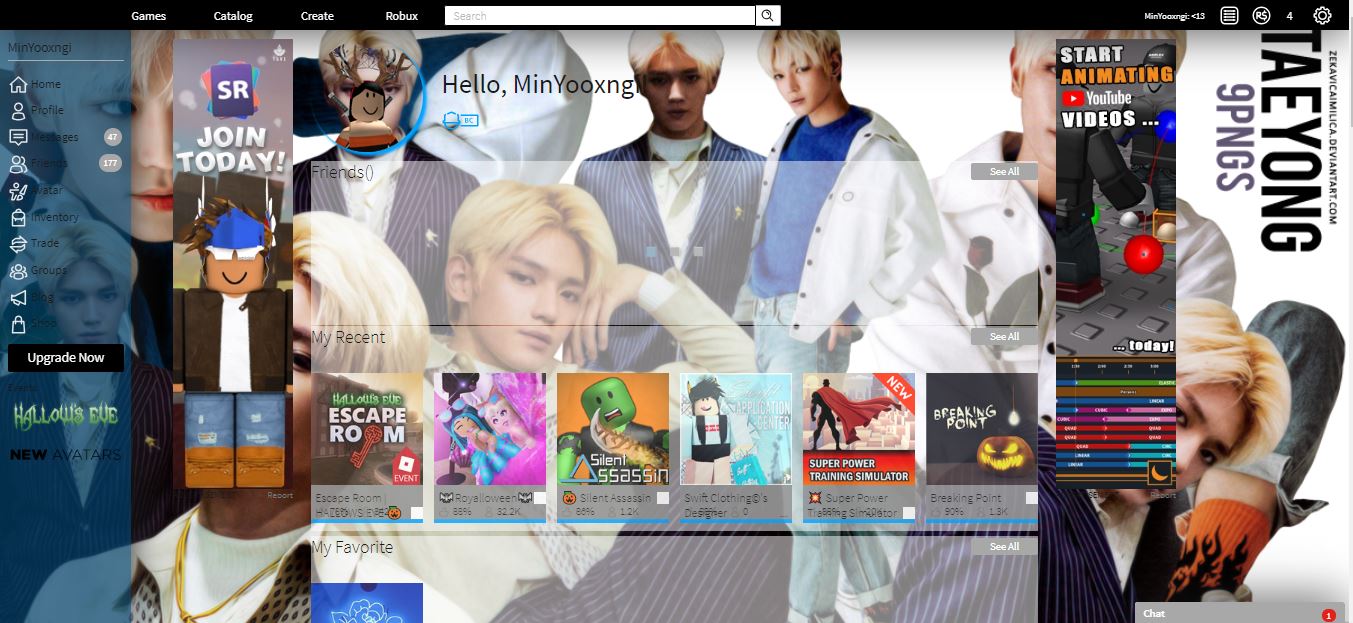 Games
Catalog
Create
Robux
Search
MinYooxngi: <13
R$
4
MinYooxngi
Home
Profile
Messages
47
Friends
177
Avatar
Inventory
Trade
Groups
Blog
Shop
Upgrade Now
Events
HALLOW'S EVE
NEW AVATARS
SR
JOIN
TODAY!
Report
Hello, MinYooxngi!
BC
Friends()
See All
My Recent
See All
HALLOW'S EVE
ESCAPE
ROOM
EVENT
Escape Room |
HALLOWS EVE
Royalloween
88%
32.2K
Silent
Assassin
Silent Assassin
86%
1.2K
Swift
APPLICATION
CENTER
Swift Clothing©'s
Designer
0
NEW
SUPER POWER
TRAINING SIMULATOR
Super Power
Training Simulator
BREAKING
POINT
Breaking Point
90%
1.3K
My Favorite
See All
START
ANIMATING
YouTube
VIDEOS ...
... today!
Report
TAEYONG
9PNGS
ZEKAVICAIMILICA.DEVIANTART.COM
Chat
1